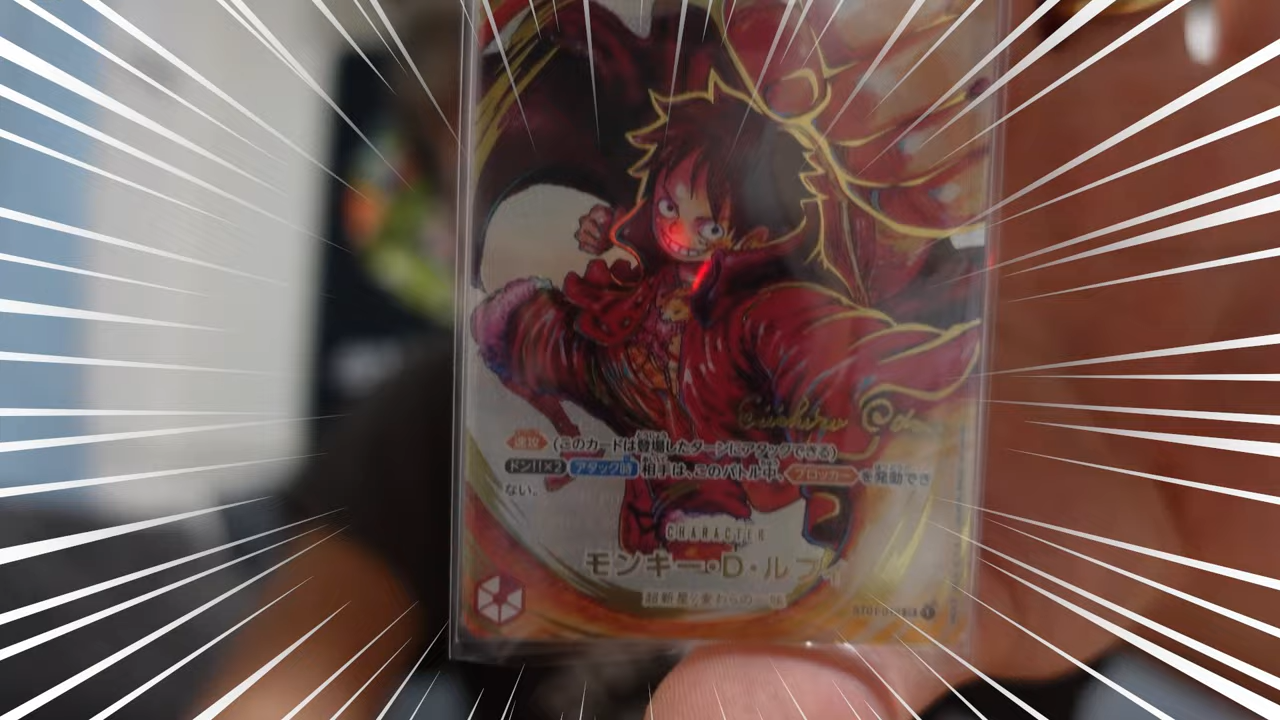 Eiichiro Oda
速攻 (このカードは登場したターンにアタックできる)
ドン!!×2 アタック時 相手は、このバトル中、ブロッカー を発動でき
ない。
CHARACTER
モンキー・D・ルフィ
超新星/麦わらの一味